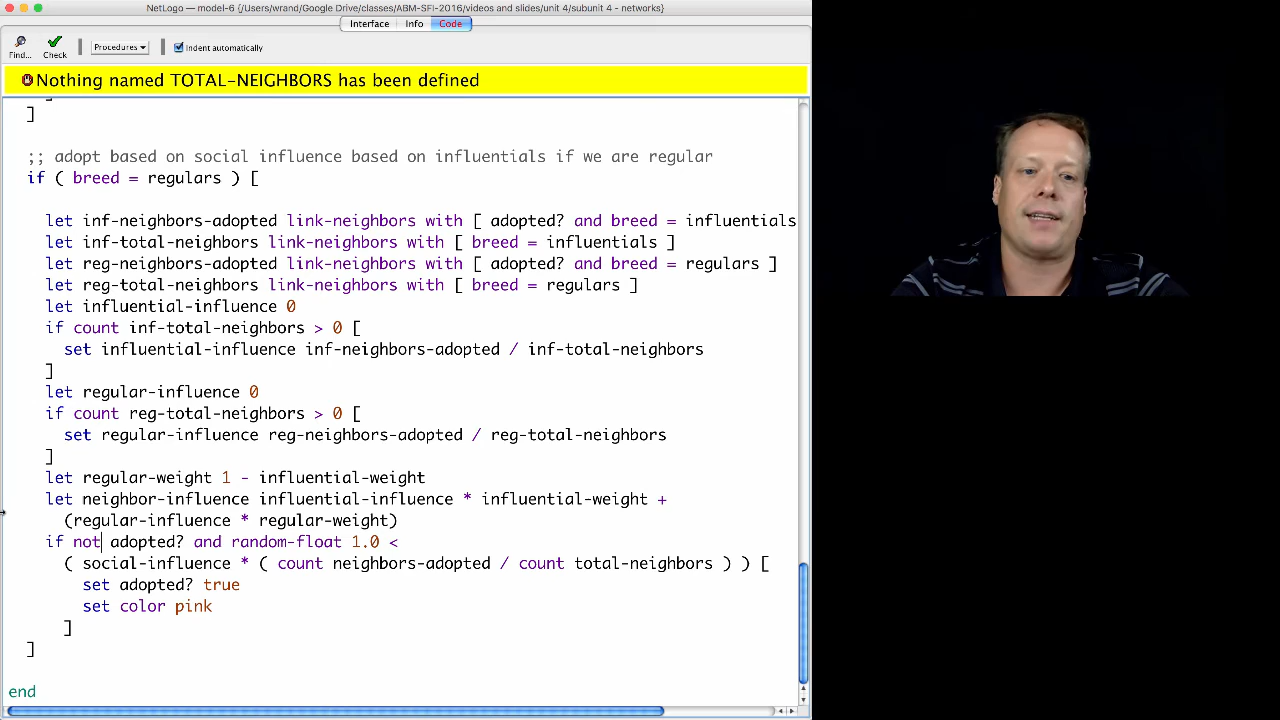 NetLogo — model-6 {/Users/wrand/Google Drive/classes/ABM-SFI-2016/videos and slides/unit 4/subunit 4 - networks}
Interface Info Code
Find... Check Procedures Indent automatically
Nothing named TOTAL-NEIGHBORS has been defined
]
;; adopt based on social influence based on influentials if we are regular
if ( breed = regulars ) [
let inf-neighbors-adopted link-neighbors with [ adopted? and breed = influentials
let inf-total-neighbors link-neighbors with [ breed = influentials ]
let reg-neighbors-adopted link-neighbors with [ adopted? and breed = regulars ]
let reg-total-neighbors link-neighbors with [ breed = regulars ]
let influential-influence 0
if count inf-total-neighbors > 0 [
set influential-influence inf-neighbors-adopted / inf-total-neighbors
]
let regular-influence 0
if count reg-total-neighbors > 0 [
set regular-influence reg-neighbors-adopted / reg-total-neighbors
]
let regular-weight 1 - influential-weight
let neighbor-influence influential-influence * influential-weight +
(regular-influence * regular-weight)
if not adopted? and random-float 1.0 <
( social-influence * ( count neighbors-adopted / count total-neighbors ) ) [
set adopted? true
set color pink
]
]
end